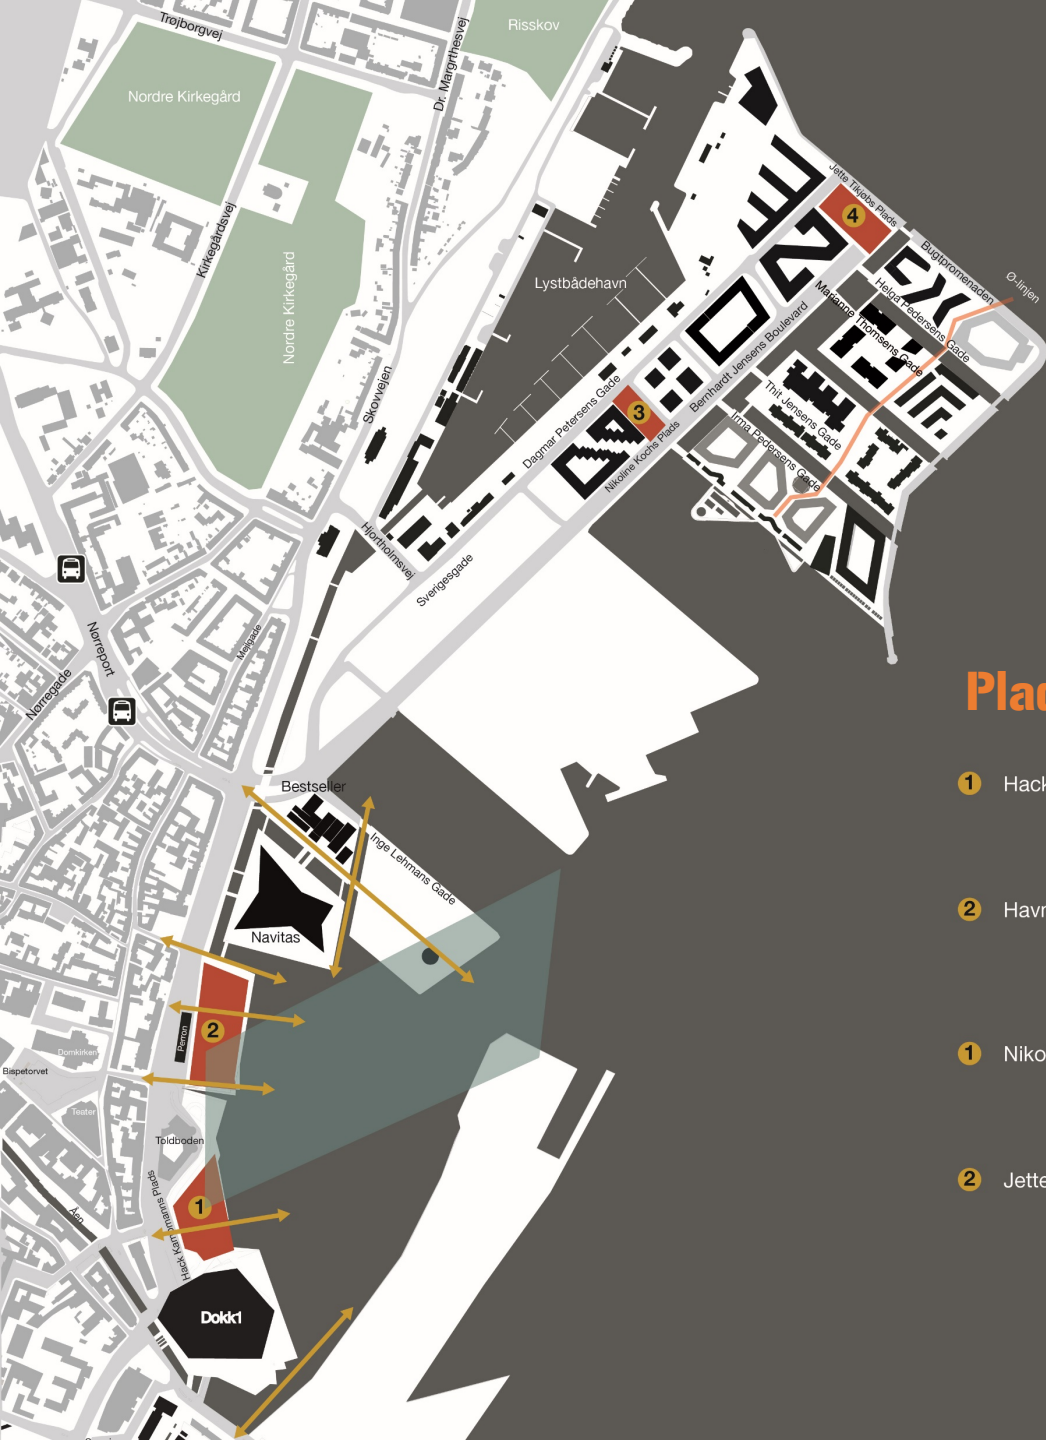 Risskov
Trøjborgvej
Dr. Margrthesvej
Nordre Kirkegård
Kirkegårdsvej
Nordre Kirkegård
Jette Tikjøbs Plads
4
Bugtpromenaden
Ø-linjen
Lystbådehavn
Helga Pedersens Gade
Marianne Thomsens Gade
Bernhardt Jensens Boulevard
Skovvejen
Dagmar Petersens Gade
3
Thit Jensens Gade
Irma Pedersens Gade
Nikoline Kochs Plads
Hjortholmsvej
Sverigesgade
Nørreport
Mejlgade
Nørregade
Plad
1 Hack
Bestseller
Inge Lehmans Gade
2 Havn
Navitas
2
Perron
Domkirken
Bispetorvet
1 Niko
Teater
Toldboden
2 Jette
1
Åen
Hack Kampmanns Plads
Dokk1